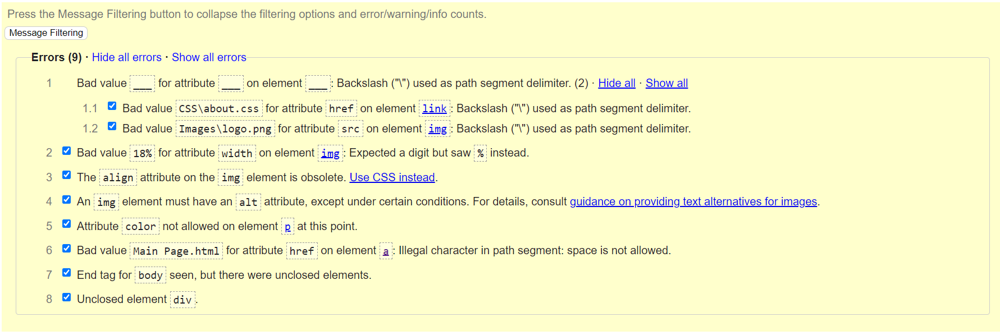 Press the Message Filtering button to collapse the filtering options and error/warning/info counts.
Message Filtering
Errors (9) · Hide all errors · Show all errors
1 Bad value ___ for attribute ___ on element ___: Backslash ("\") used as path segment delimiter. (2) · Hide all · Show all
1.1 Bad value CSS\about.css for attribute href on element link: Backslash ("\") used as path segment delimiter.
1.2 Bad value Images\logo.png for attribute src on element img: Backslash ("\") used as path segment delimiter.
2 Bad value 18% for attribute width on element img: Expected a digit but saw % instead.
3 The align attribute on the img element is obsolete. Use CSS instead.
4 An img element must have an alt attribute, except under certain conditions. For details, consult guidance on providing text alternatives for images.
5 Attribute color not allowed on element p at this point.
6 Bad value Main Page.html for attribute href on element a: Illegal character in path segment: space is not allowed.
7 End tag for body seen, but there were unclosed elements.
8 Unclosed element div.